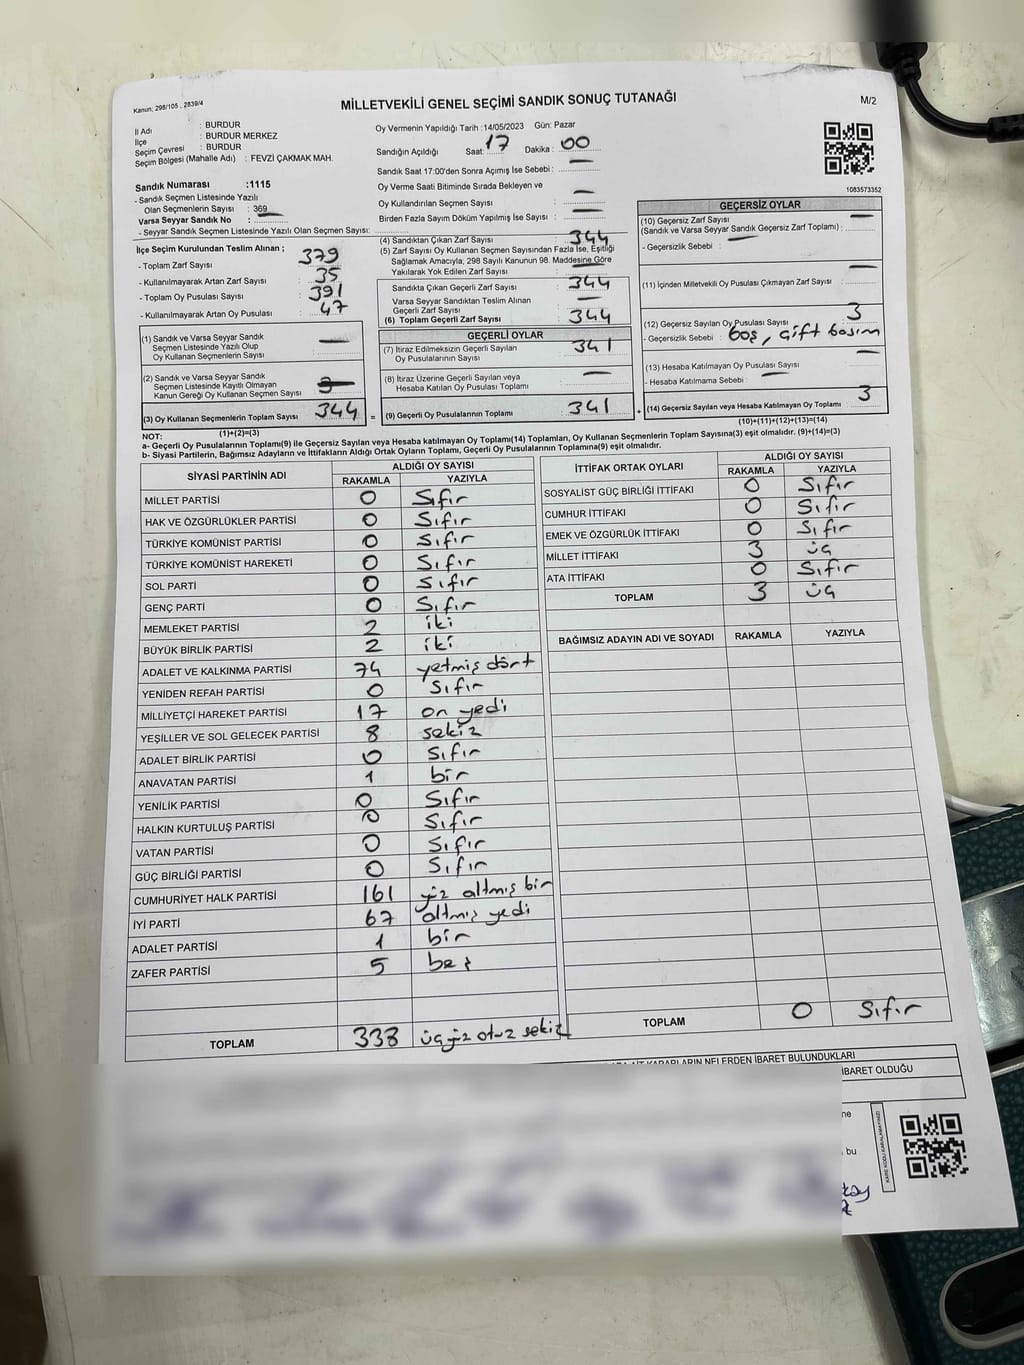 Kanun; 298/105 , 2839/4
MİLLETVEKİLİ GENEL SEÇİMİ SANDIK SONUÇ TUTANAĞI
M/2
İl Adı : BURDUR
İlçe : BURDUR MERKEZ
Seçim Çevresi : BURDUR
Seçim Bölgesi (Mahalle Adı) : FEVZİ ÇAKMAK MAH.
Sandık Numarası :1115
- Sandık Seçmen Listesinde Yazılı
Olan Seçmenlerin Sayısı : 369
Varsa Seyyar Sandık No :
- Seyyar Sandık Seçmen Listesinde Yazılı Olan Seçmen Sayısı:
Oy Vermenin Yapıldığı Tarih :14/05/2023 Gün: Pazar
Sandığın Açıldığı Saat: 17 Dakika: 00
Sandık Saat 17:00'den Sonra Açımış İse Sebebi : —
Oy Verme Saati Bitiminde Sırada Bekleyen ve
Oy Kullandırılan Seçmen Sayısı : —
Birden Fazla Sayım Döküm Yapılmış İse Sayısı : —
1083573352
İlçe Seçim Kurulundan Teslim Alınan ;
- Toplam Zarf Sayısı : 379
- Kullanılmayarak Artan Zarf Sayısı : 35
- Toplam Oy Pusulası Sayısı : 391
- Kullanılmayarak Artan Oy Pusulası : 47
(1) Sandık ve Varsa Seyyar Sandık
Seçmen Listesinde Yazılı Olup
Oy Kullanan Seçmenlerin Sayısı : —
(2) Sandık ve Varsa Seyyar Sandık
Seçmen Listesinde Kayıtlı Olmayan
Kanun Gereği Oy Kullanan Seçmen Sayısı :
(3) Oy Kullanan Seçmenlerin Toplam Sayısı : 344
(4) Sandıktan Çıkan Zarf Sayısı : 344
(5) Zarf Sayısı Oy Kullanan Seçmen Sayısından Fazla İse, Eşitliği
Sağlamak Amacıyla, 298 Sayılı Kanunun 98. Maddesine Göre
Yakılarak Yok Edilen Zarf Sayısı : —
Sandıkta Çıkan Geçerli Zarf Sayısı : 344
Varsa Seyyar Sandıktan Teslim Alınan
Geçerli Zarf Sayısı : —
(6) Toplam Geçerli Zarf Sayısı : 344
GEÇERLİ OYLAR
(7) İtiraz Edilmeksizin Geçerli Sayılan
Oy Pusulalarının Sayısı : 341
(8) İtiraz Üzerine Geçerli Sayılan veya
Hesaba Katılan Oy Pusulası Toplamı : —
= (9) Geçerli Oy Pusulalarının Toplamı : 341
GEÇERSİZ OYLAR
(10) Geçersiz Zarf Sayısı
(Sandık ve Varsa Seyyar Sandık Geçersiz Zarf Toplamı) : —
- Geçersizlik Sebebi : —
(11) İçinden Milletvekili Oy Pusulası Çıkmayan Zarf Sayısı : —
(12) Geçersiz Sayılan Oy Pusulası Sayısı : 3
- Geçersizlik Sebebi : boş, çift basım
(13) Hesaba Katılmayan Oy Pusulası Sayısı : —
- Hesaba Katılmama Sebebi : —
+ (14) Geçersiz Sayılan veya Hesaba Katılmayan Oy Toplamı : 3
(1)+(2)=(3)
(10)+(11)+(12)+(13)=(14)
NOT:
a- Geçerli Oy Pusulalarının Toplamı(9) ile Geçersiz Sayılan veya Hesaba katılmayan Oy Toplamı(14) Toplamları, Oy Kullanan Seçmenlerin Toplam Sayısına(3) eşit olmalıdır. (9)+(14)=(3)
b- Siyasi Partilerin, Bağımsız Adayların ve İttifakların Aldığı Ortak Oyların Toplamı, Geçerli Oy Pusulalarının Toplamına(9) eşit olmalıdır.
SİYASİ PARTİNİN ADI ALDIĞI OY SAYISI
RAKAMLA YAZIYLA
MİLLET PARTİSİ 0 Sıfır
HAK VE ÖZGÜRLÜKLER PARTİSİ 0 Sıfır
TÜRKİYE KOMÜNİST PARTİSİ 0 Sıfır
TÜRKİYE KOMÜNİST HAREKETİ 0 Sıfır
SOL PARTİ 0 Sıfır
GENÇ PARTİ 0 Sıfır
MEMLEKET PARTİSİ 2 iki
BÜYÜK BİRLİK PARTİSİ 2 iki
ADALET VE KALKINMA PARTİSİ 74 yetmiş dört
YENİDEN REFAH PARTİSİ 0 Sıfır
MİLLİYETÇİ HAREKET PARTİSİ 17 on yedi
YEŞİLLER VE SOL GELECEK PARTİSİ 8 sekiz
ADALET BİRLİK PARTİSİ 0 Sıfır
ANAVATAN PARTİSİ 1 bir
YENİLİK PARTİSİ 0 Sıfır
HALKIN KURTULUŞ PARTİSİ 0 Sıfır
VATAN PARTİSİ 0 Sıfır
GÜÇ BİRLİĞİ PARTİSİ 0 Sıfır
CUMHURİYET HALK PARTİSİ 161 yüz altmış bir
İYİ PARTİ 67 altmış yedi
ADALET PARTİSİ 1 bir
ZAFER PARTİSİ 5 beş
TOPLAM 338 üçyüz otuz sekiz
İTTİFAK ORTAK OYLARI ALDIĞI OY SAYISI
RAKAMLA YAZIYLA
SOSYALİST GÜÇ BİRLİĞİ İTTİFAKI 0 Sıfır
CUMHUR İTTİFAKI 0 Sıfır
EMEK VE ÖZGÜRLÜK İTTİFAKI 0 Sıfır
MİLLET İTTİFAKI 3 üç
ATA İTTİFAKI 0 Sıfır
TOPLAM 3 üç
BAĞIMSIZ ADAYIN ADI VE SOYADI RAKAMLA YAZIYLA
TOPLAM 0 Sıfır
KARARLARIN NELERDEN İBARET BULUNDUKLARI
İBARET OLDUĞU
ne
bu